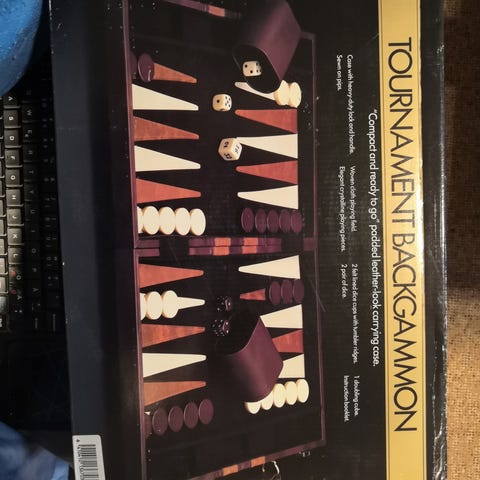 TOURNAMENT BACKGAMMON
"Compact and ready to go" padded leather-look carrying case.
Case with heavy-duty lock and handle.
Sewn on pips.
Woven cloth playing field.
Elegant crystalline playing pieces.
2 felt lined dice cups with tumbler ridges.
2 pair of dice.
1 doubling cube.
Instruction booklet.